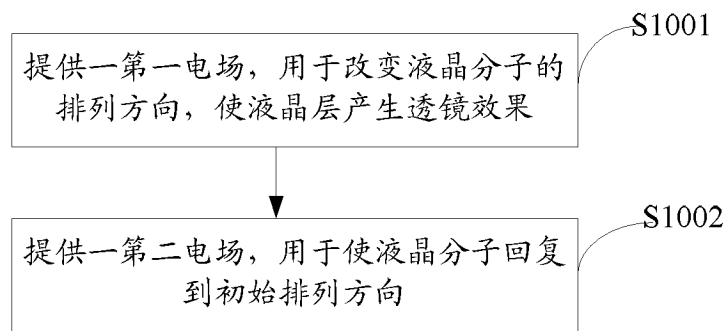 S1001
提供一第一电场，用于改变液晶分子的
排列方向，使液晶层产生透镜效果
S1002
提供一第二电场，用于使液晶分子回复
到初始排列方向